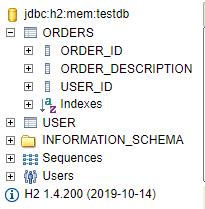 jdbc:h2:mem:testdb
ORDERS
ORDER_ID
ORDER_DESCRIPTION
USER_ID
Indexes
USER
INFORMATION_SCHEMA
Sequences
Users
H2 1.4.200 (2019-10-14)